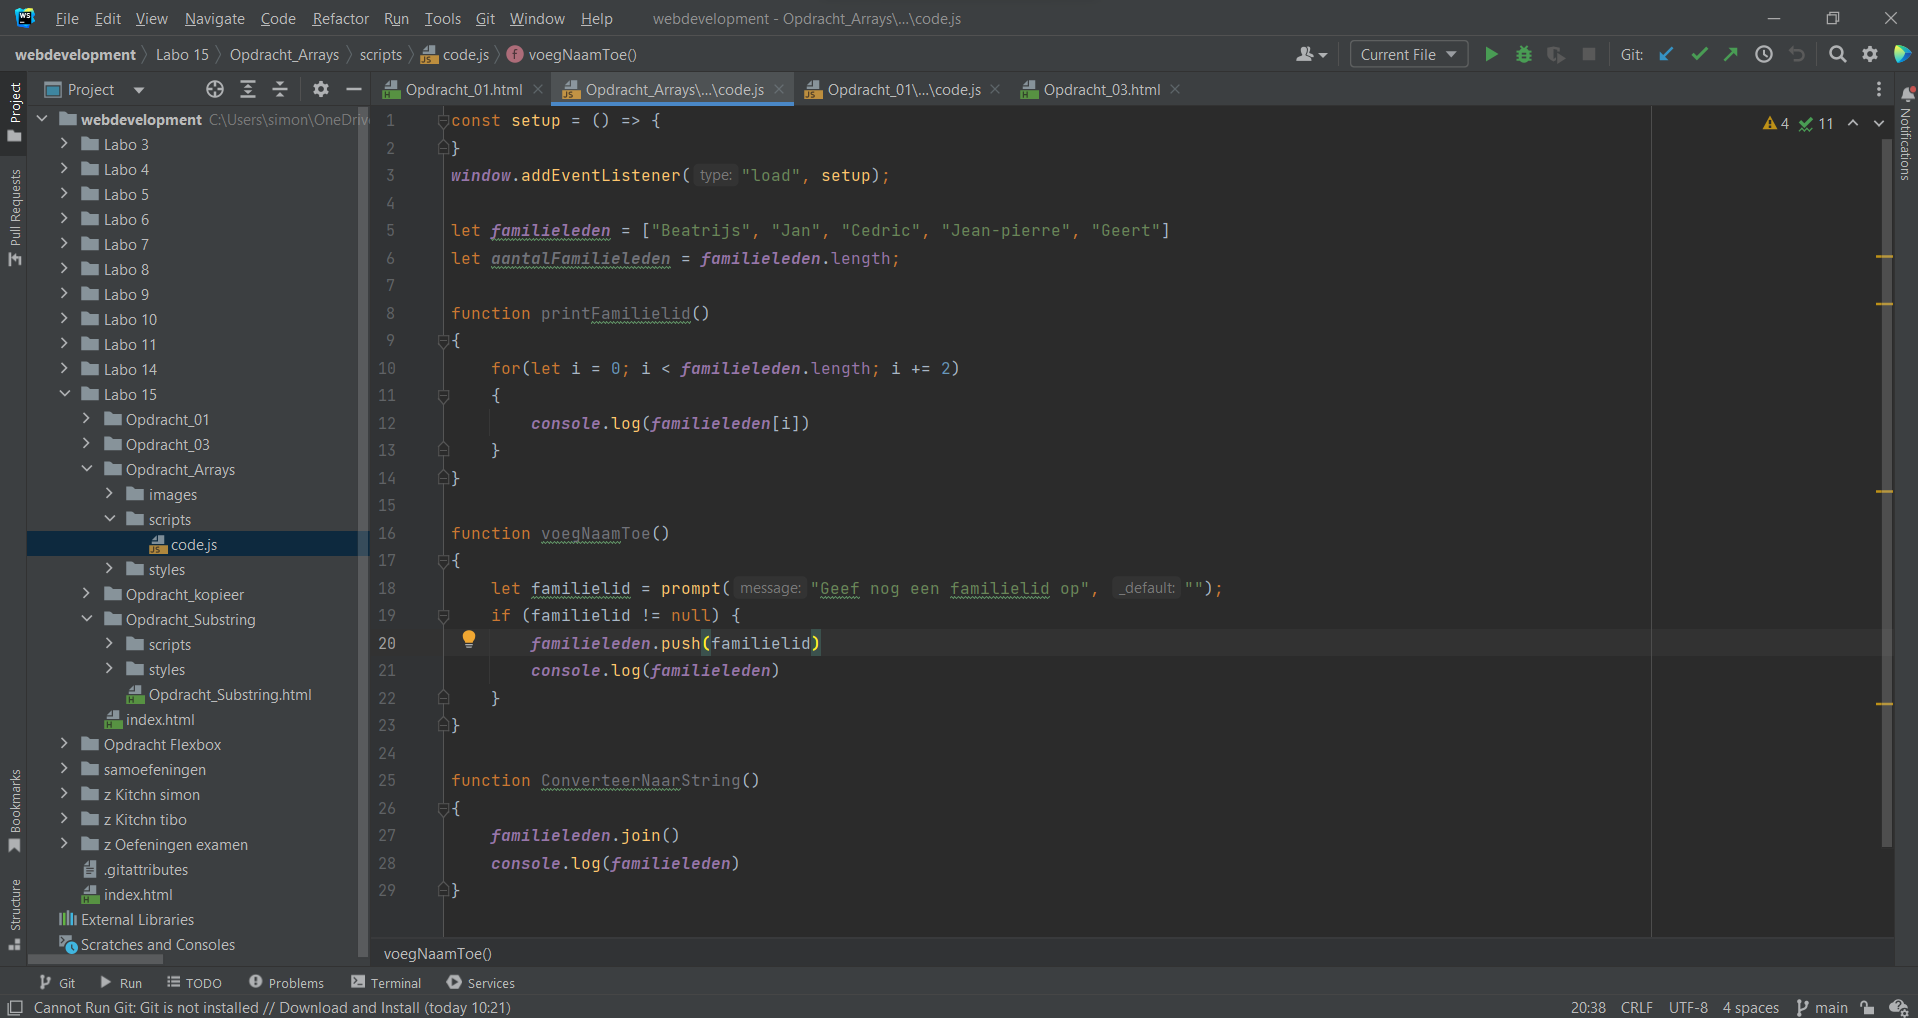 WS File Edit View Navigate Code Refactor Run Tools Git Window Help webdevelopment - Opdracht_Arrays\...\code.js
webdevelopment Labo 15 Opdracht_Arrays scripts code.js voegNaamToe() Current File Git:
Project
Opdracht_01.html Opdracht_Arrays\...\code.js Opdracht_01\...\code.js Opdracht_03.html
Project
Pull Requests
Bookmarks
Structure
Notifications
webdevelopment C:\Users\simon\OneDriv
Labo 3
Labo 4
Labo 5
Labo 6
Labo 7
Labo 8
Labo 9
Labo 10
Labo 11
Labo 14
Labo 15
Opdracht_01
Opdracht_03
Opdracht_Arrays
images
scripts
code.js
styles
Opdracht_kopieer
Opdracht_Substring
scripts
styles
Opdracht_Substring.html
index.html
Opdracht Flexbox
samoefeningen
z Kitchn simon
z Kitchn tibo
z Oefeningen examen
.gitattributes
index.html
External Libraries
Scratches and Consoles
4 11
1 const setup = () => {
2 }
3 window.addEventListener( type: "load", setup);
4
5 let familieleden = ["Beatrijs", "Jan", "Cedric", "Jean-pierre", "Geert"]
6 let aantalFamilieleden = familieleden.length;
7
8 function printFamilielid()
9 {
10 for(let i = 0; i < familieleden.length; i += 2)
11 {
12 console.log(familieleden[i])
13 }
14 }
15
16 function voegNaamToe()
17 {
18 let familielid = prompt( message: "Geef nog een familielid op", _default: "");
19 if (familielid != null) {
20 familieleden.push(familielid)
21 console.log(familieleden)
22 }
23 }
24
25 function ConverteerNaarString()
26 {
27 familieleden.join()
28 console.log(familieleden)
29 }
voegNaamToe()
Git Run TODO Problems Terminal Services
Cannot Run Git: Git is not installed // Download and Install (today 10:21) 20:38 CRLF UTF-8 4 spaces main